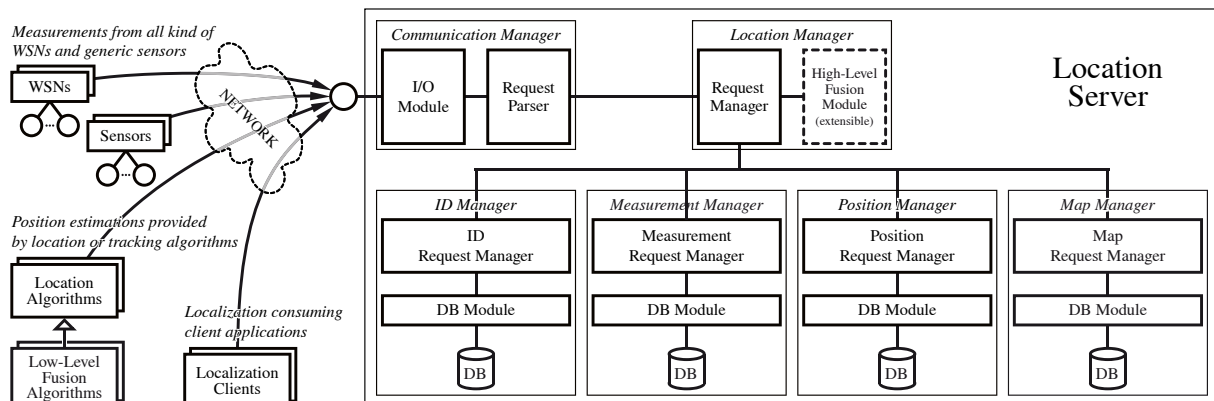 Measurements from all kind of
WSNs and generic sensors
WSNs
...
Sensors
...
NETWORK
Position estimations provided
by location or tracking algorithms
Location
Algorithms
Low-Level
Fusion
Algorithms
Localization consuming
client applications
Localization
Clients
Communication Manager
I/O
Module
Request
Parser
Location Manager
Request
Manager
High-Level
Fusion
Module
(extensible)
Location
Server
ID Manager
ID
Request Manager
DB Module
DB
Measurement Manager
Measurement
Request Manager
DB Module
DB
Position Manager
Position
Request Manager
DB Module
DB
Map Manager
Map
Request Manager
DB Module
DB